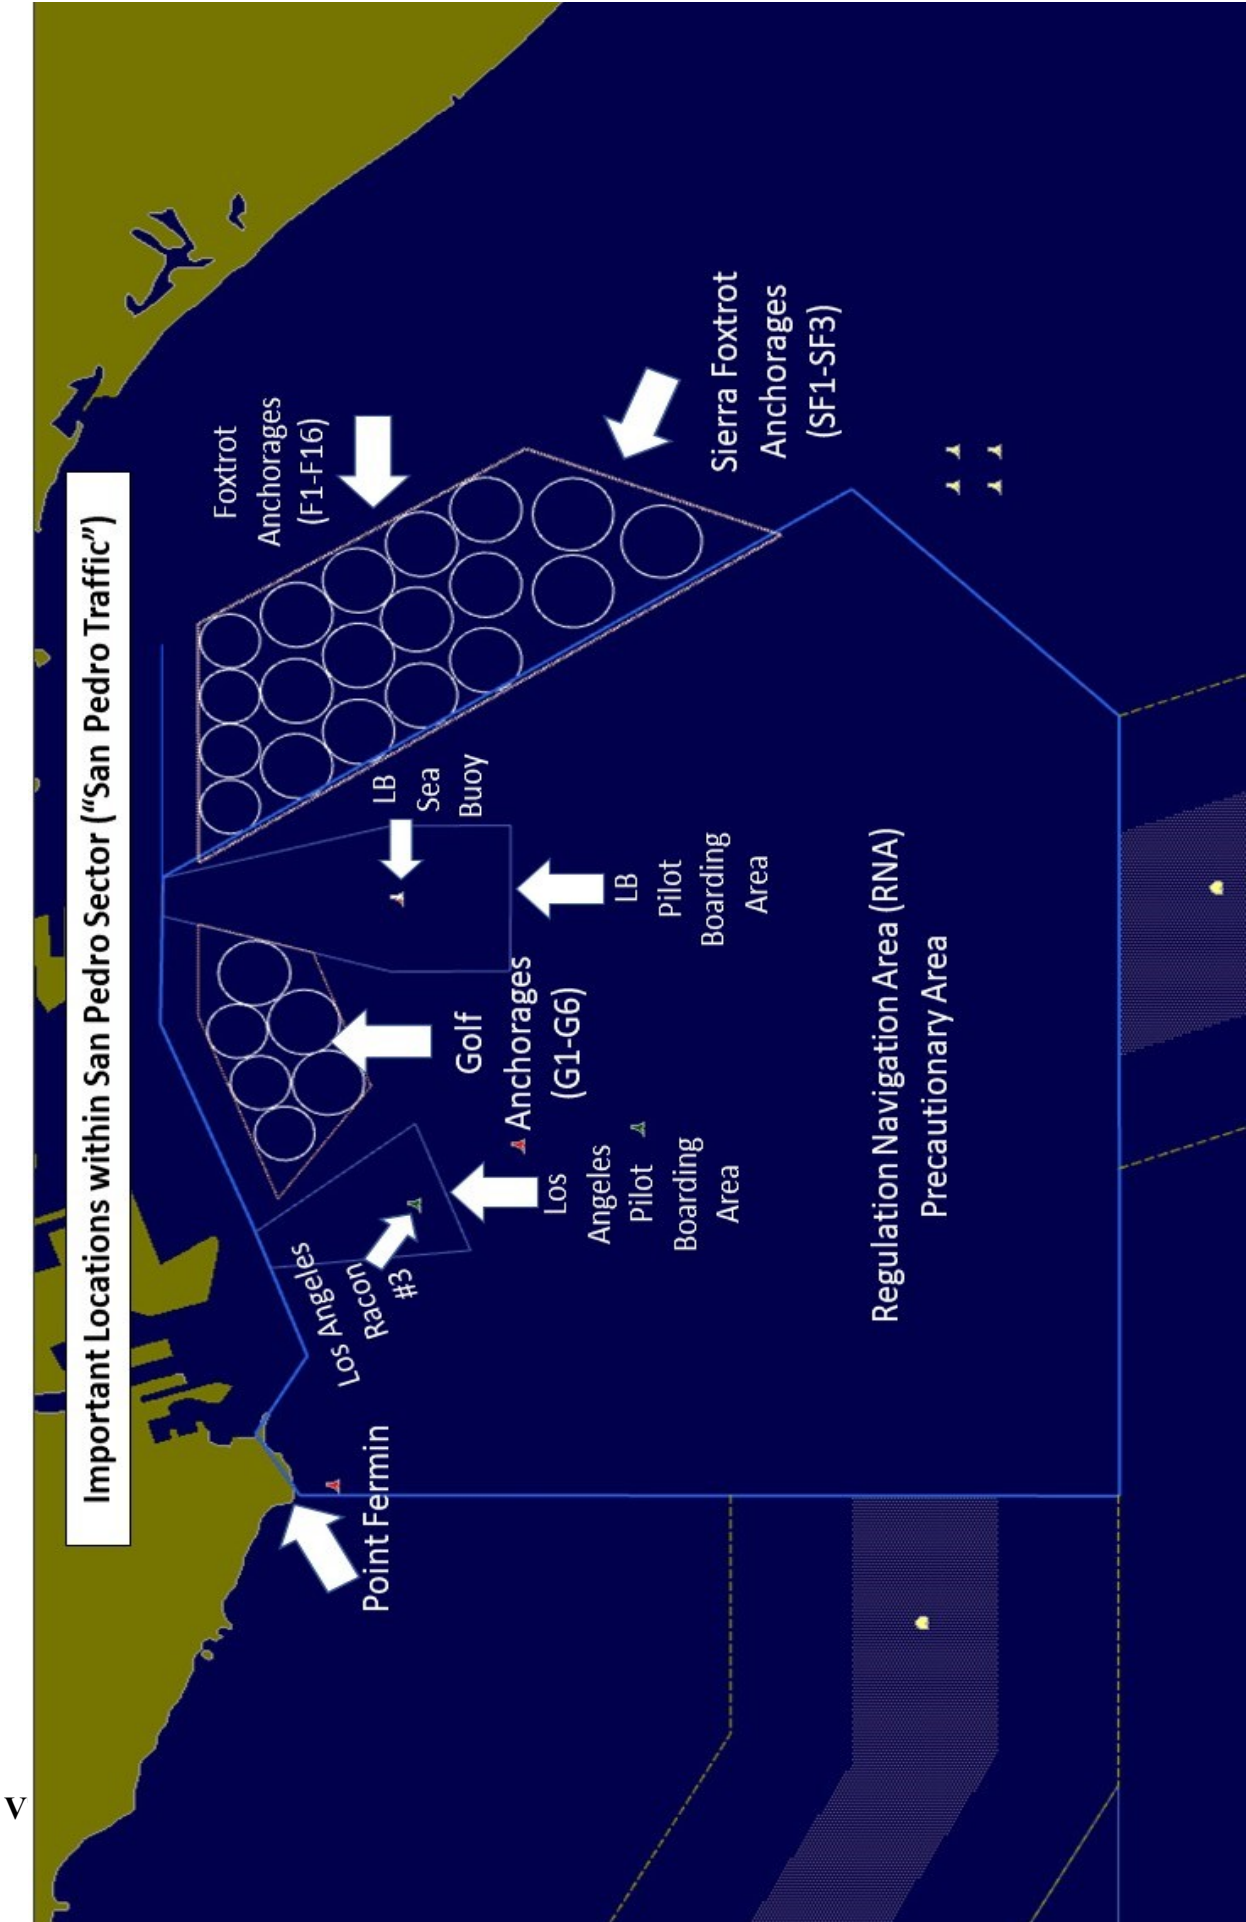 Important Locations within San Pedro Sector (“San Pedro Traffic”)
Foxtrot
Anchorages
(F1-F16)
Sierra Foxtrot
Anchorages
(SF1-SF3)
LB
Sea
Buoy
LB
Pilot
Boarding
Area
Golf
Anchorages
(G1-G6)
Los
Angeles
Pilot
Boarding
Area
Los Angeles
Racon
#3
Point Fermin
Regulation Navigation Area (RNA)
Precautionary Area
V